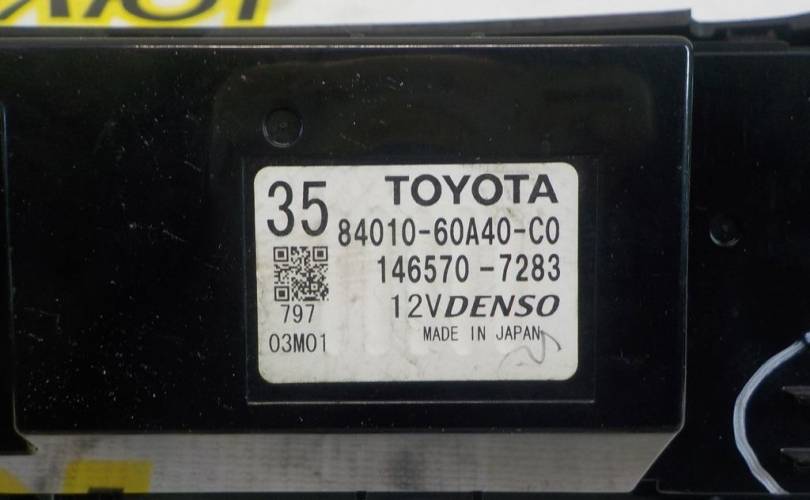 35 TOYOTA
84010-60A40-C0
146570-7283
797 12V DENSO
03M01 MADE IN JAPAN